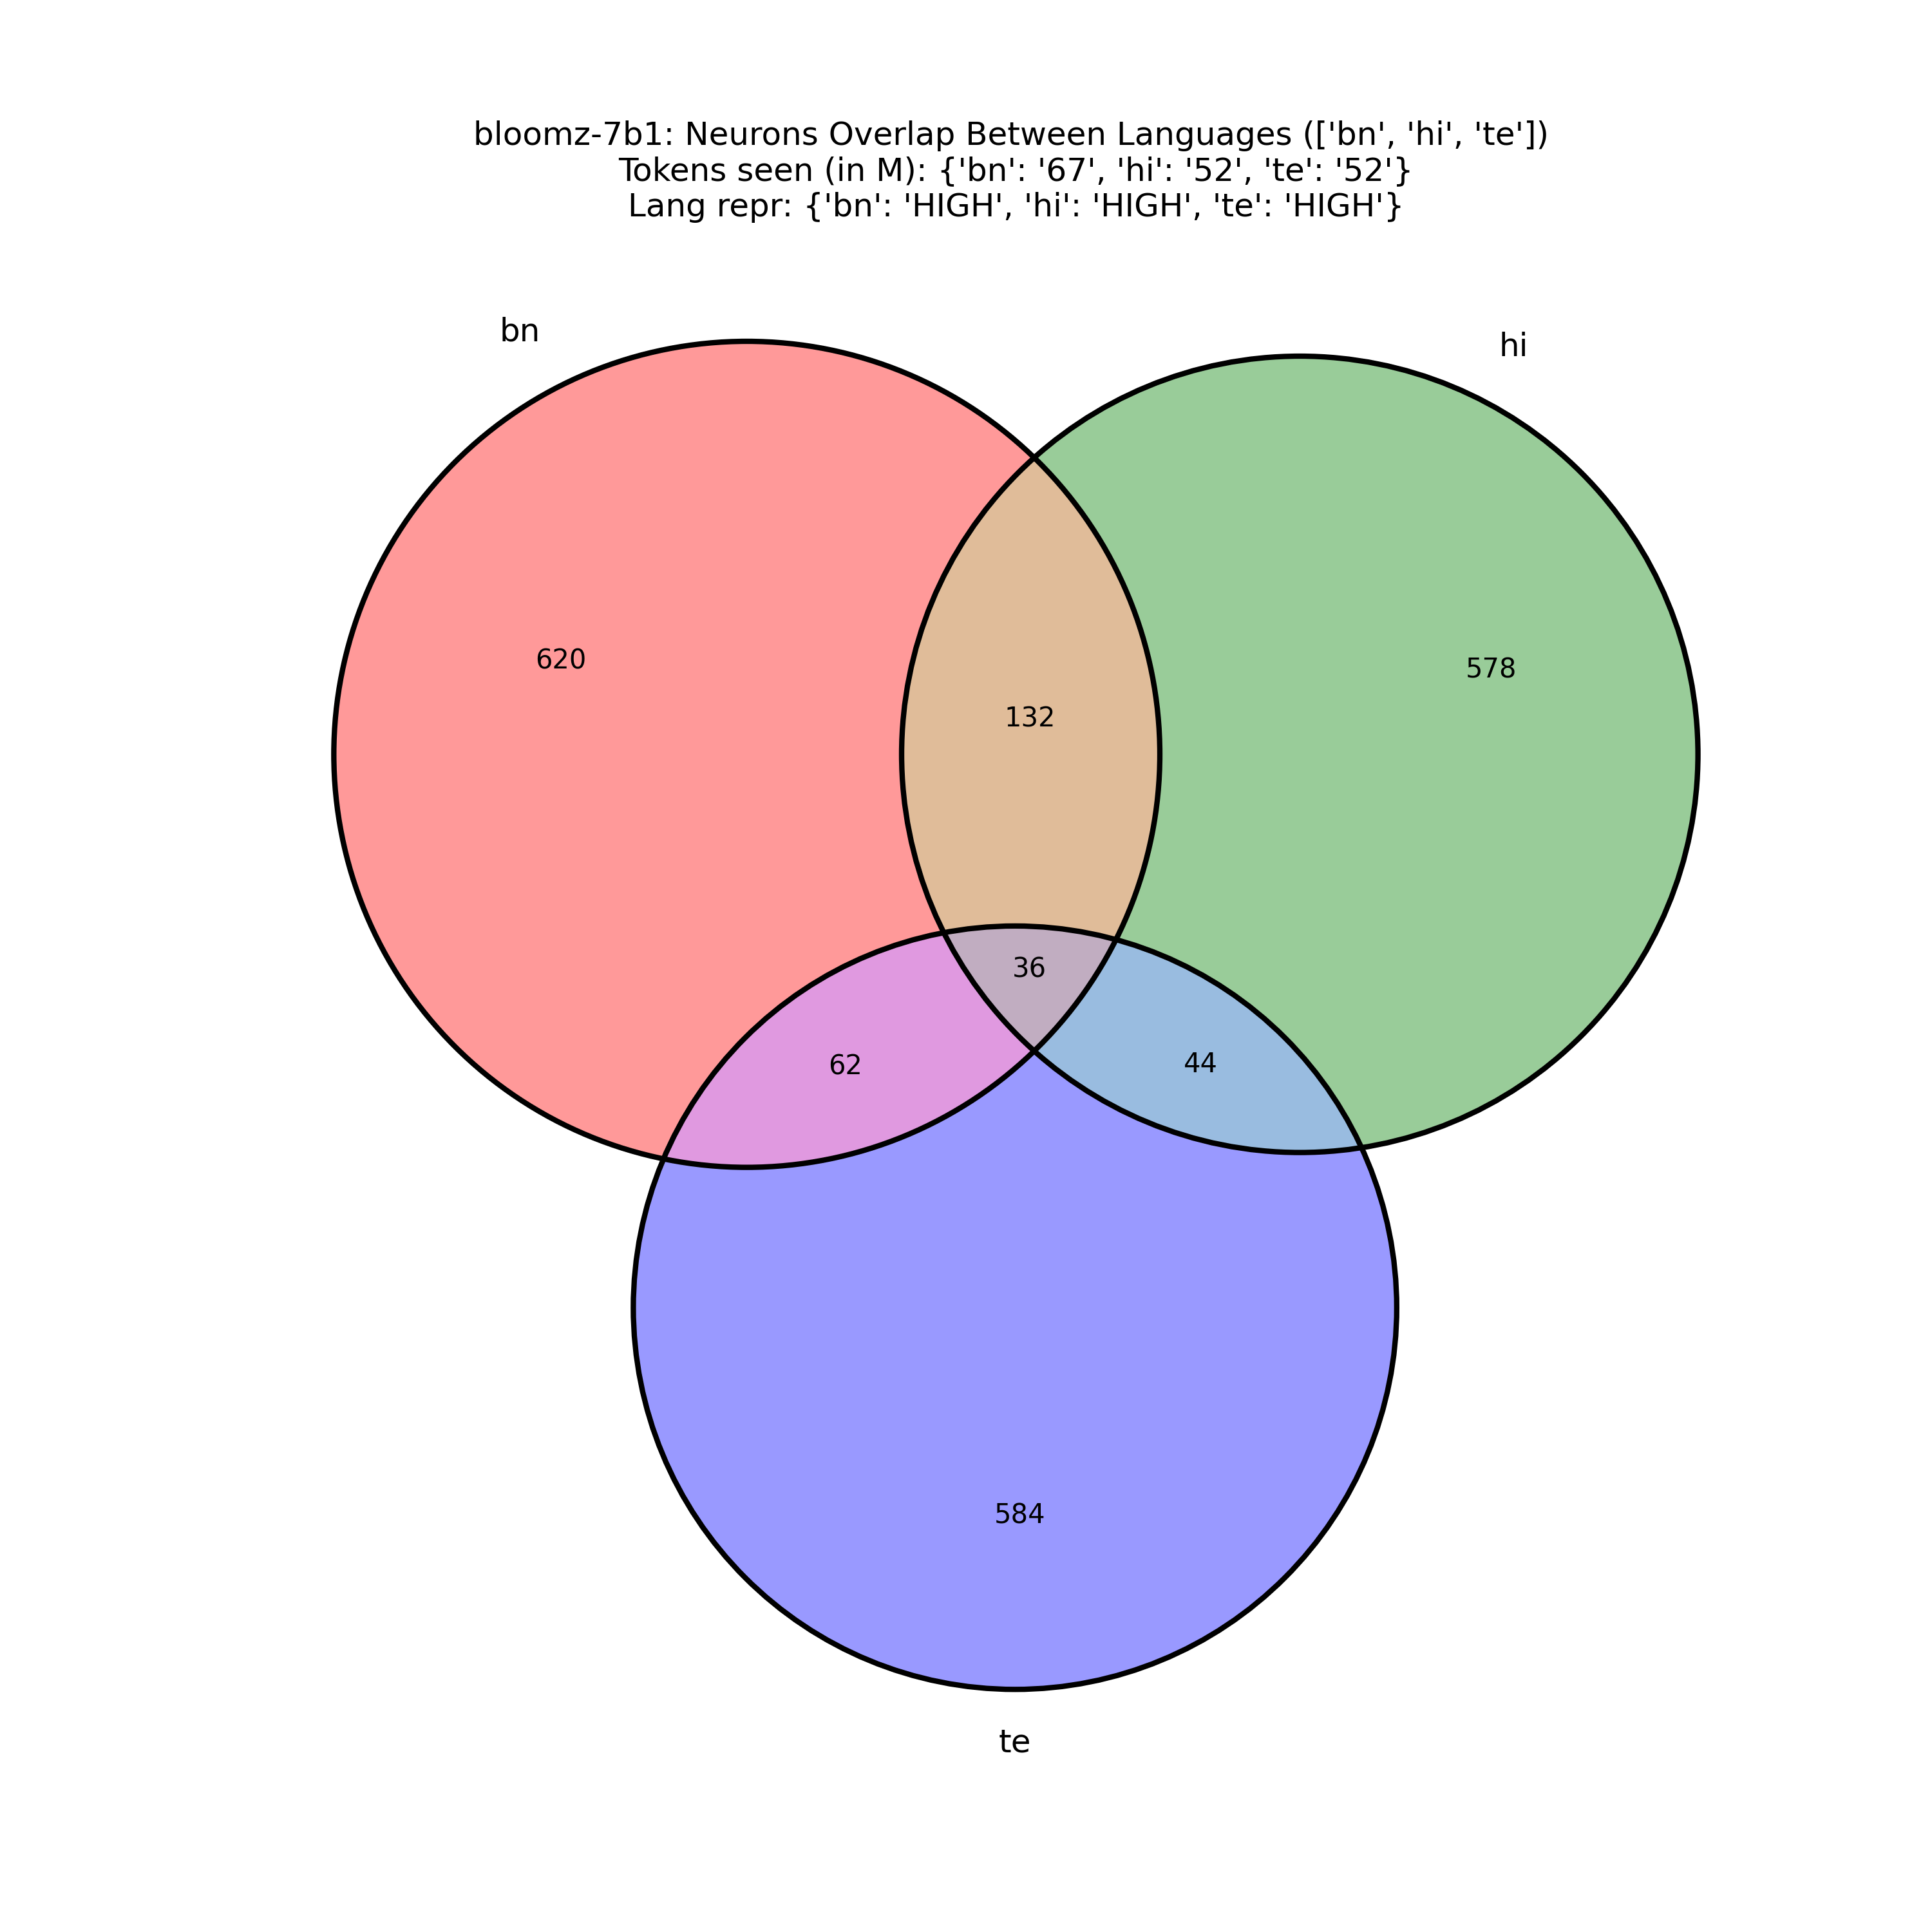 bloomz-7b1: Neurons Overlap Between Languages (['bn', 'hi', 'te'])
Tokens seen (in M): {'bn': '67', 'hi': '52', 'te': '52'}
Lang repr: {'bn': 'HIGH', 'hi': 'HIGH', 'te': 'HIGH'}
bn
hi
620
578
132
36
62
44
584
te